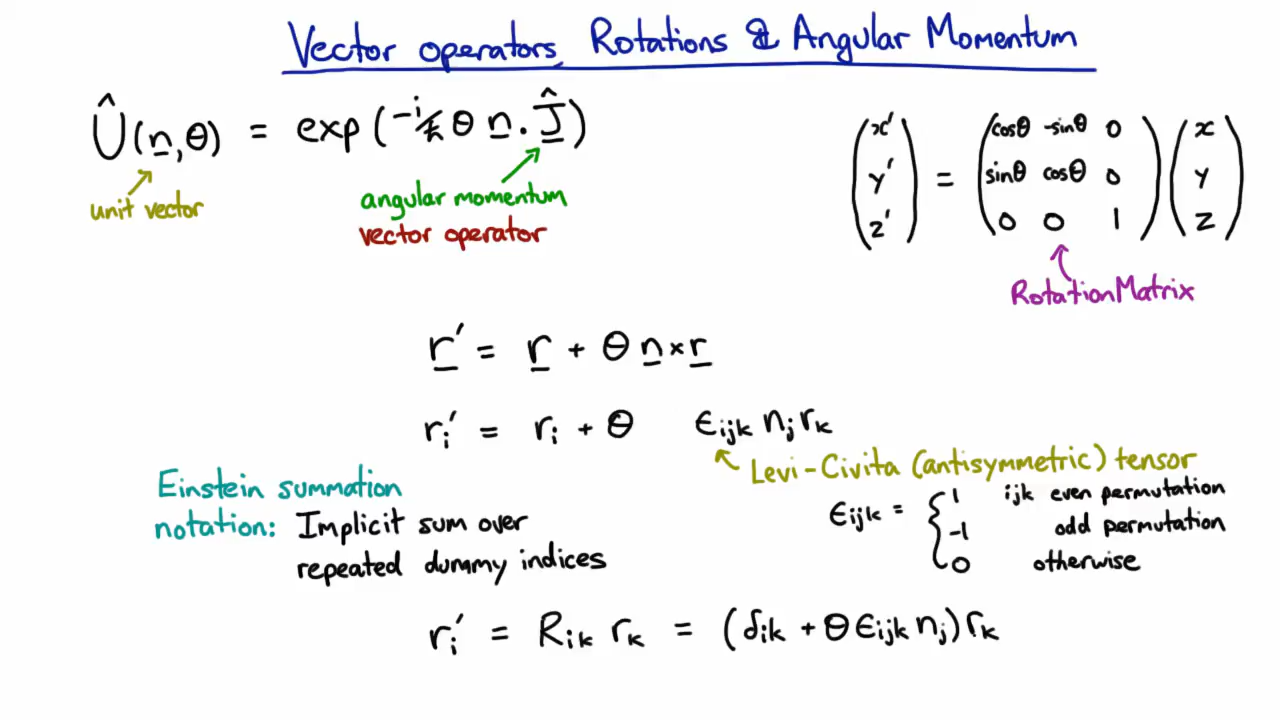 Vector operators, Rotations & Angular Momentum
Û(n,θ) = exp(-i/ħ θ n.Ĵ)
unit vector
angular momentum
vector operator
(x' y' z') = (cosθ -sinθ 0
sinθ cosθ 0
0 0 1) (x y z)
Rotation Matrix
r' = r + θ n×r
rᵢ' = rᵢ + θ ϵᵢⱼₖ nⱼ rₖ
Levi-Civita (antisymmetric) tensor
Einstein summation
notation: Implicit sum over
repeated dummy indices
ϵᵢⱼₖ = { 1 ijk even permutation
-1 odd permutation
0 otherwise
rᵢ' = Rᵢₖ rₖ = (δᵢₖ + θ ϵᵢⱼₖ nⱼ) rₖ